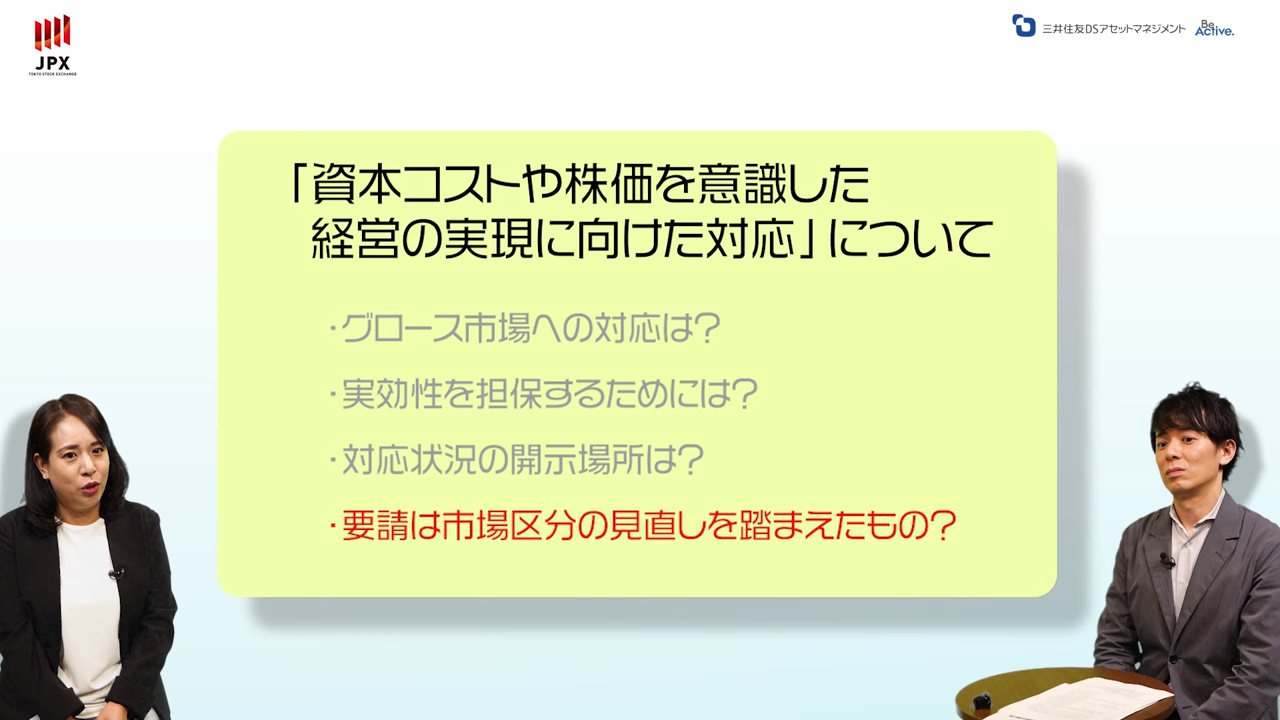 JPX
TOKYO STOCK EXCHANGE
三井住友DSアセットマネジメント
Be
Active.
「資本コストや株価を意識した
経営の実現に向けた対応」について
・グロース市場への対応は?
・実効性を担保するためには?
・対応状況の開示場所は?
・要請は市場区分の見直しを踏まえたもの?